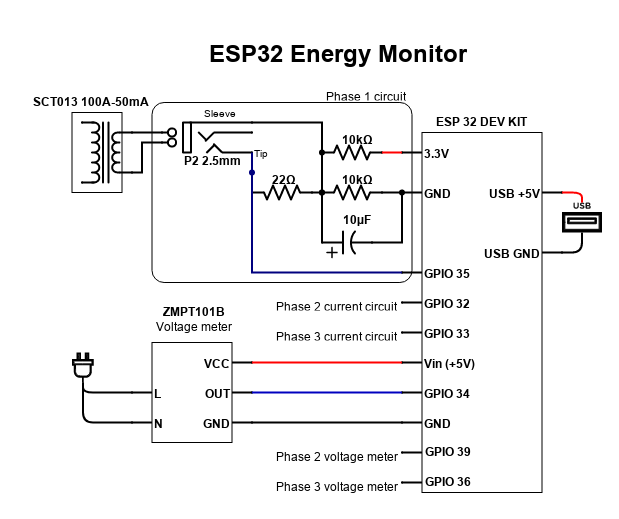 ESP32 Energy Monitor
SCT013 100A-50mA
Phase 1 circuit
Sleeve
P2 2.5mm
Tip
10kΩ
22Ω
10kΩ
10µF
+
ESP 32 DEV KIT
3.3V
GND
USB +5V
USB
USB GND
GPIO 35
Phase 2 current circuit
GPIO 32
Phase 3 current circuit
GPIO 33
ZMPT101B
Voltage meter
VCC
Vin (+5V)
L
OUT
GPIO 34
N
GND
GND
Phase 2 voltage meter
GPIO 39
Phase 3 voltage meter
GPIO 36